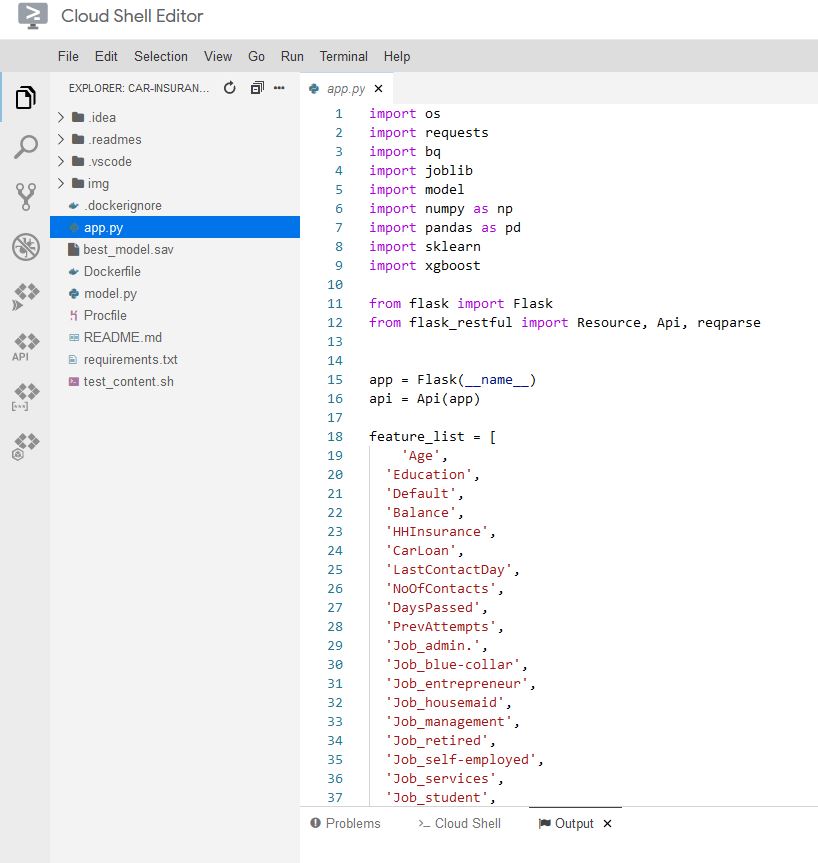 Cloud Shell Editor
File Edit Selection View Go Run Terminal Help
EXPLORER: CAR-INSURAN...
.idea
.readmes
.vscode
img
.dockerignore
app.py
best_model.sav
Dockerfile
model.py
Procfile
README.md
requirements.txt
test_content.sh
API
app.py
1 import os
2 import requests
3 import bq
4 import joblib
5 import model
6 import numpy as np
7 import pandas as pd
8 import sklearn
9 import xgboost
10
11 from flask import Flask
12 from flask_restful import Resource, Api, reqparse
13
14
15 app = Flask(__name__)
16 api = Api(app)
17
18 feature_list = [
19 'Age',
20 'Education',
21 'Default',
22 'Balance',
23 'HHInsurance',
24 'CarLoan',
25 'LastContactDay',
26 'NoOfContacts',
27 'DaysPassed',
28 'PrevAttempts',
29 'Job_admin.',
30 'Job_blue-collar',
31 'Job_entrepreneur',
32 'Job_housemaid',
33 'Job_management',
34 'Job_retired',
35 'Job_self-employed',
36 'Job_services',
37 'Job_student',
Problems Cloud Shell Output